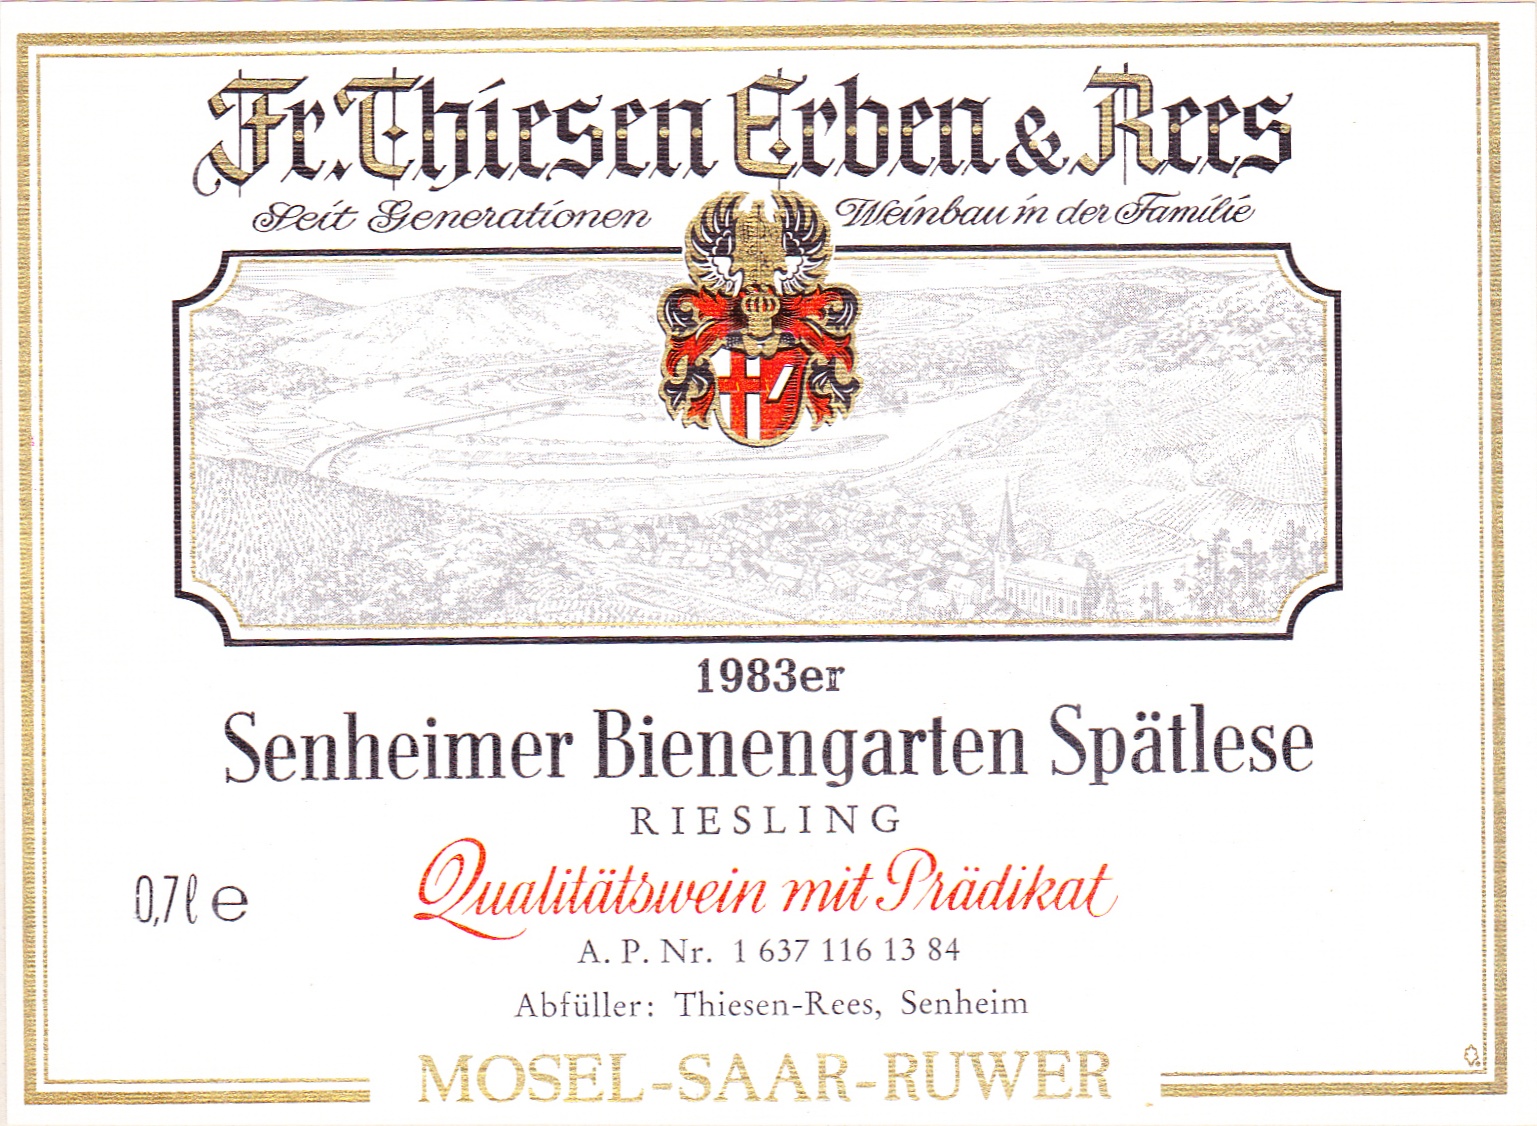 Fr. Thiesen Erben & Rees
Seit Generationen Weinbau in der Familie
1983er
Senheimer Bienengarten Spätlese
RIESLING
Qualitätswein mit Prädikat
0,7 l e
A. P. Nr. 1 637 116 13 84
Abfüller: Thiesen-Rees, Senheim
MOSEL-SAAR-RUWER